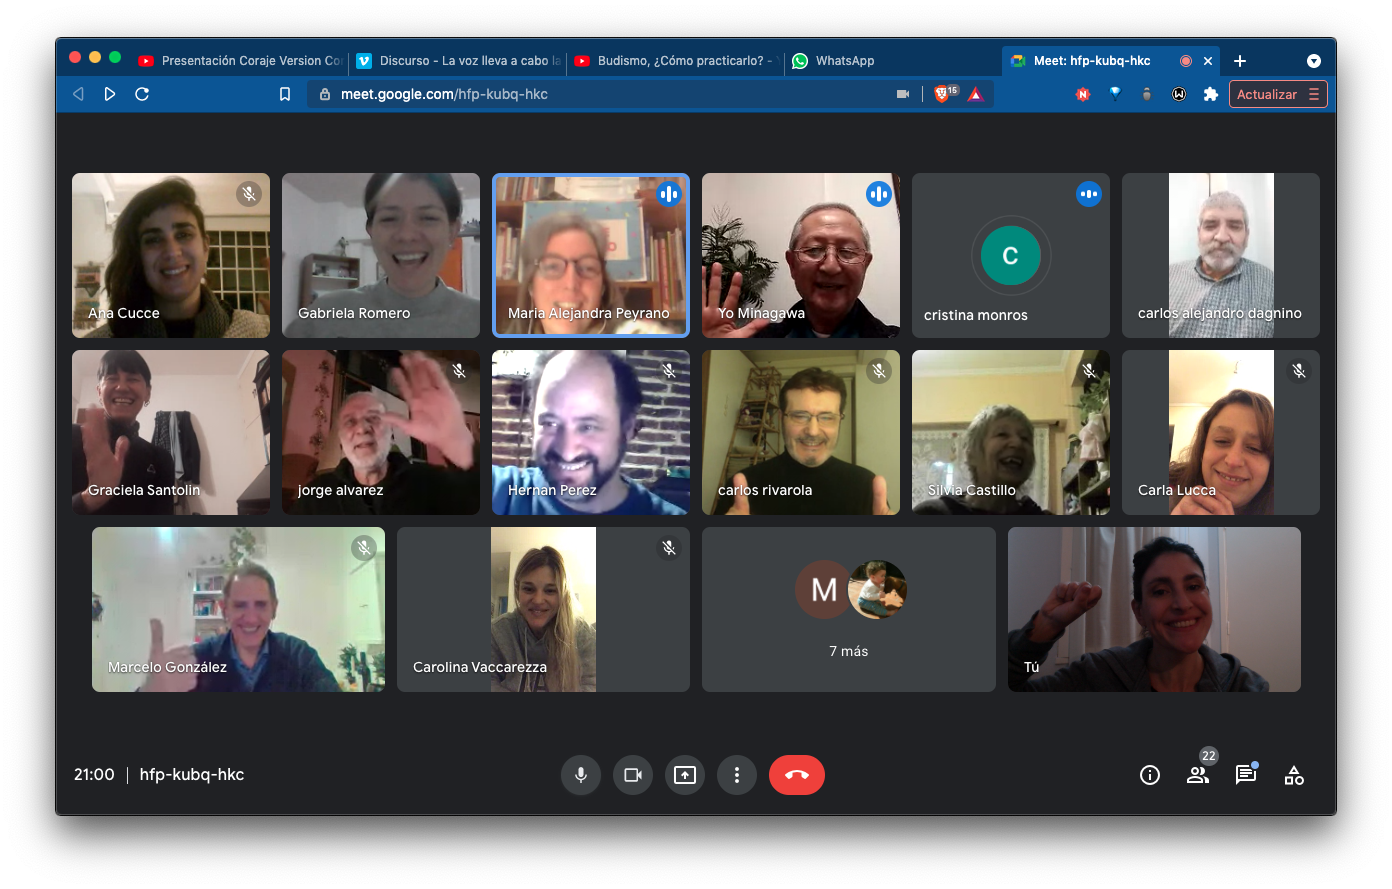 Presentación Coraje Version Cor
Discurso - La voz lleva a cabo la
Budismo, ¿Cómo practicarlo? -
WhatsApp
Meet: hfp-kubq-hkc
meet.google.com/hfp-kubq-hkc
15
N
W
Actualizar
Ana Cucce
Gabriela Romero
Maria Alejandra Peyrano
Yo Minagawa
C
cristina monros
carlos alejandro dagnino
Graciela Santolin
jorge alvarez
Hernan Perez
carlos rivarola
Silvia Castillo
Carla Lucca
Marcelo González
Carolina Vaccarezza
M
7 más
Tú
21:00 | hfp-kubq-hkc
22